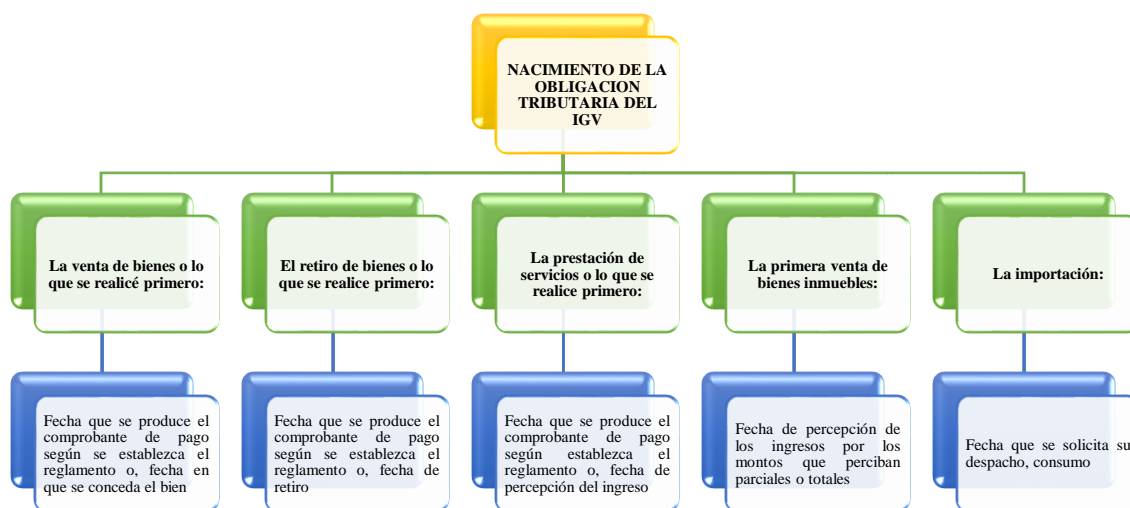 NACIMIENTO DE LA
OBLIGACION
TRIBUTARIA DEL
IGV
La venta de bienes o lo
que se realicé primero:
El retiro de bienes o lo
que se realice primero:
La prestación de
servicios o lo que se
realice primero:
La primera venta de
bienes inmuebles:
La importación:
Fecha que se produce el
comprobante de pago
según se establezca el
reglamento o, fecha en
que se conceda el bien
Fecha que se produce el
comprobante de pago
según se establezca el
reglamento o, fecha de
retiro
Fecha que se produce el
comprobante de pago
según establezca el
reglamento o, fecha de
percepción del ingreso
Fecha de percepción de
los ingresos por los
montos que perciban
parciales o totales
Fecha que se solicita su
despacho, consumo